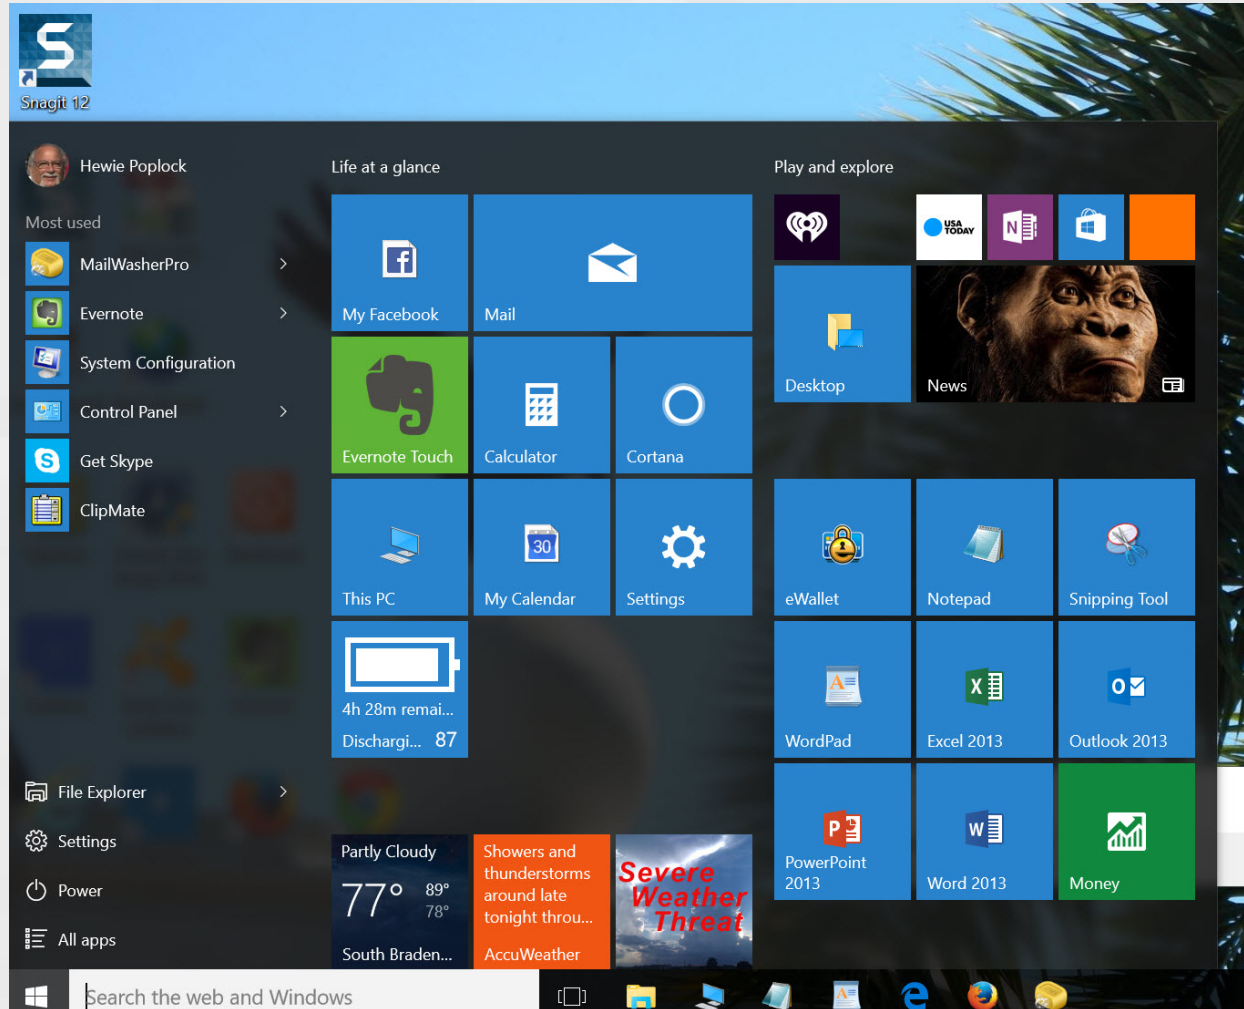 Snagit 12
Hewie Poplock
Most used
MailWasherPro
Evernote
System Configuration
Control Panel
Get Skype
ClipMate
File Explorer
Settings
Power
All apps
Life at a glance
My Facebook
Mail
Evernote Touch
Calculator
Cortana
This PC
30
My Calendar
Settings
4h 28m remai...
Dischargi... 87
Partly Cloudy
77° 89°
78°
South Braden...
Showers and
thunderstorms
around late
tonight throu...
AccuWeather
Severe
Weather
Threat
Play and explore
USA
TODAY
N
Desktop
News
eWallet
Notepad
Snipping Tool
WordPad
Excel 2013
Outlook 2013
PowerPoint
2013
Word 2013
Money
Search the web and Windows